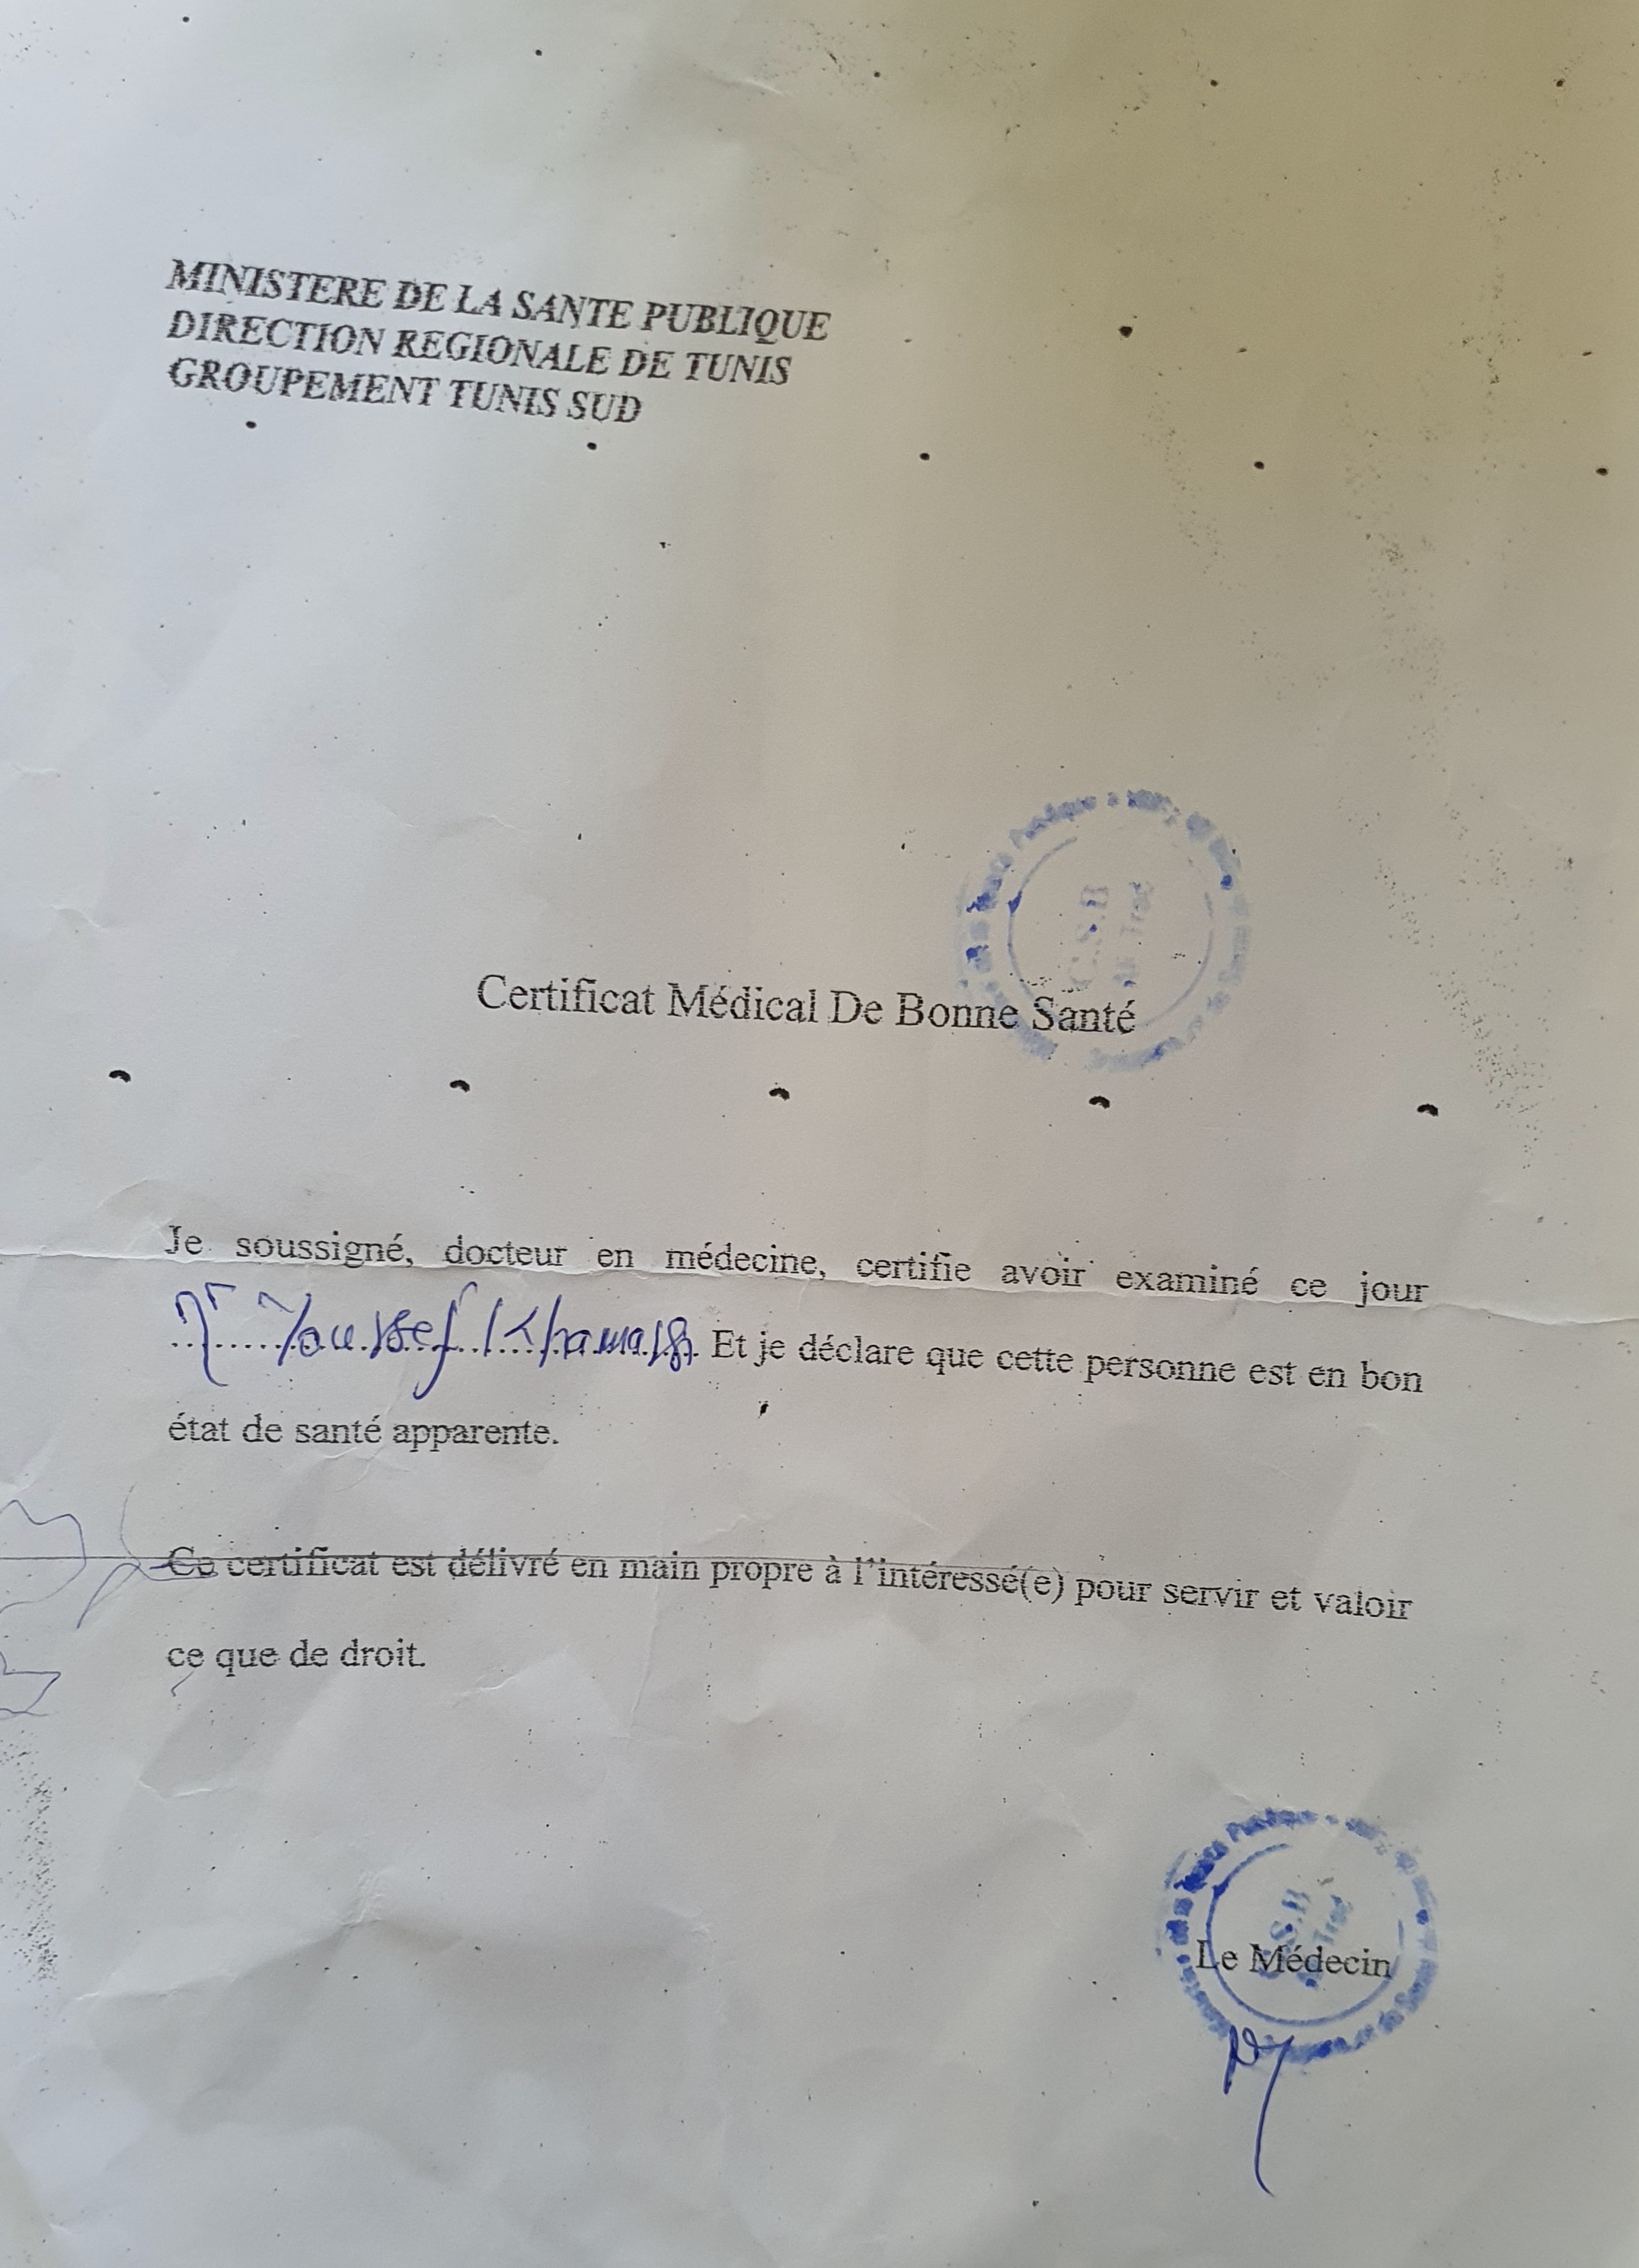 MINISTERE DE LA SANTE PUBLIQUE
DIRECTION REGIONALE DE TUNIS
GROUPEMENT TUNIS SUD
C.S.B
Certificat Médical De Bonne Santé
Je soussigné, docteur en médecine, certifie avoir examiné ce jour
Mr Youssef Et je déclare que cette personne est en bon
état de santé apparente.
Ce certificat est délivré en main propre à l'intéressé(e) pour servir et valoir
ce que de droit.
C.S.B
Le Médecin